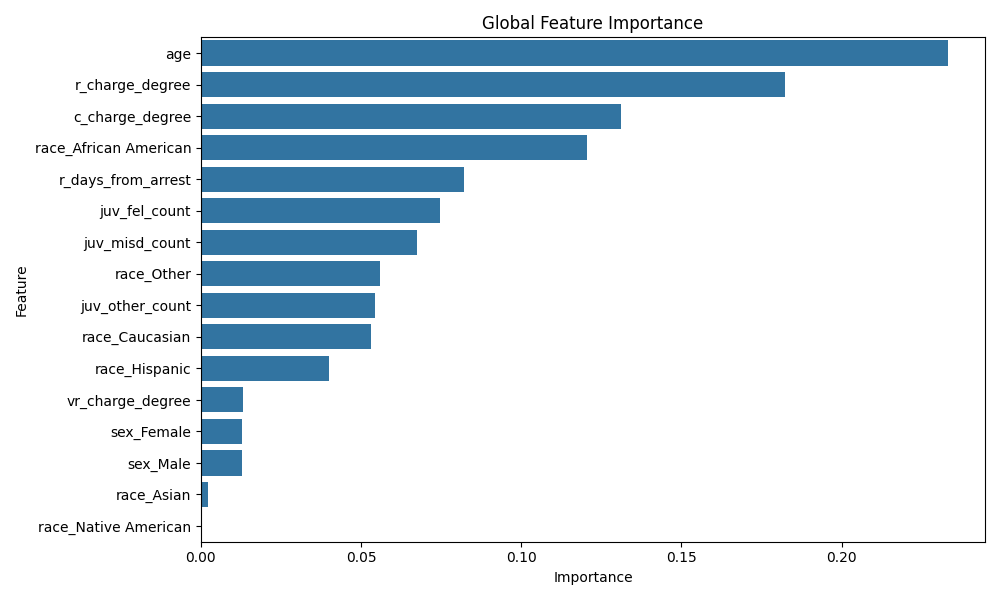 Global Feature Importance
age
r_charge_degree
c_charge_degree
race_African American
r_days_from_arrest
juv_fel_count
juv_misd_count
race_Other
juv_other_count
race_Caucasian
race_Hispanic
vr_charge_degree
sex_Female
sex_Male
race_Asian
race_Native American
Feature
0.00 0.05 0.10 0.15 0.20
Importance